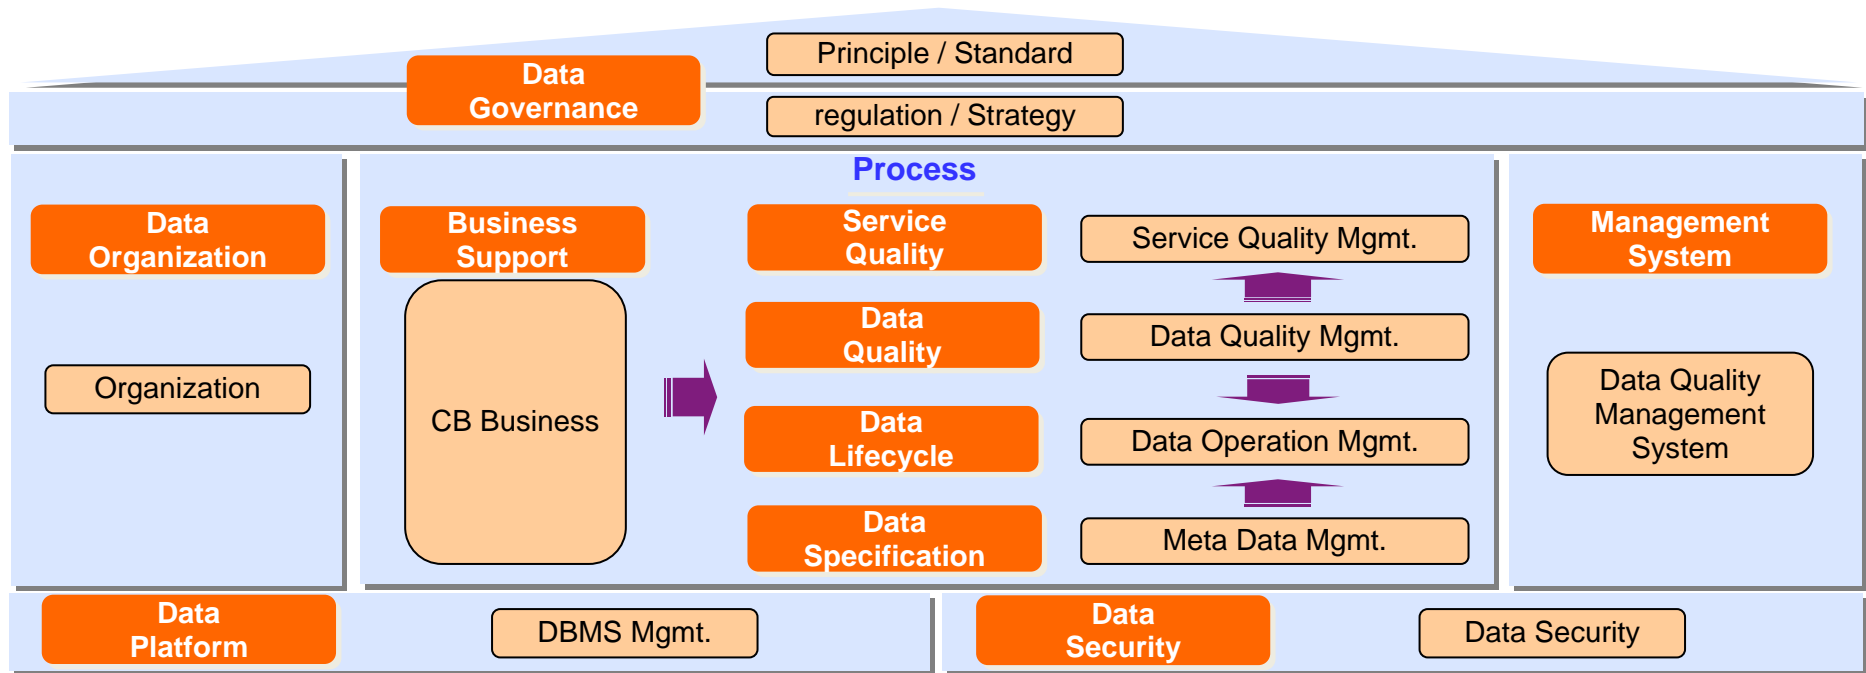 Principle / Standard
Data
Governance
regulation / Strategy
Process
Data
Organization
Organization
Business
Support
CB Business
Service
Quality
Service Quality Mgmt.
Data
Quality
Data Quality Mgmt.
Data
Lifecycle
Data Operation Mgmt.
Data
Specification
Meta Data Mgmt.
Management
System
Data Quality
Management
System
Data
Platform
DBMS Mgmt.
Data
Security
Data Security